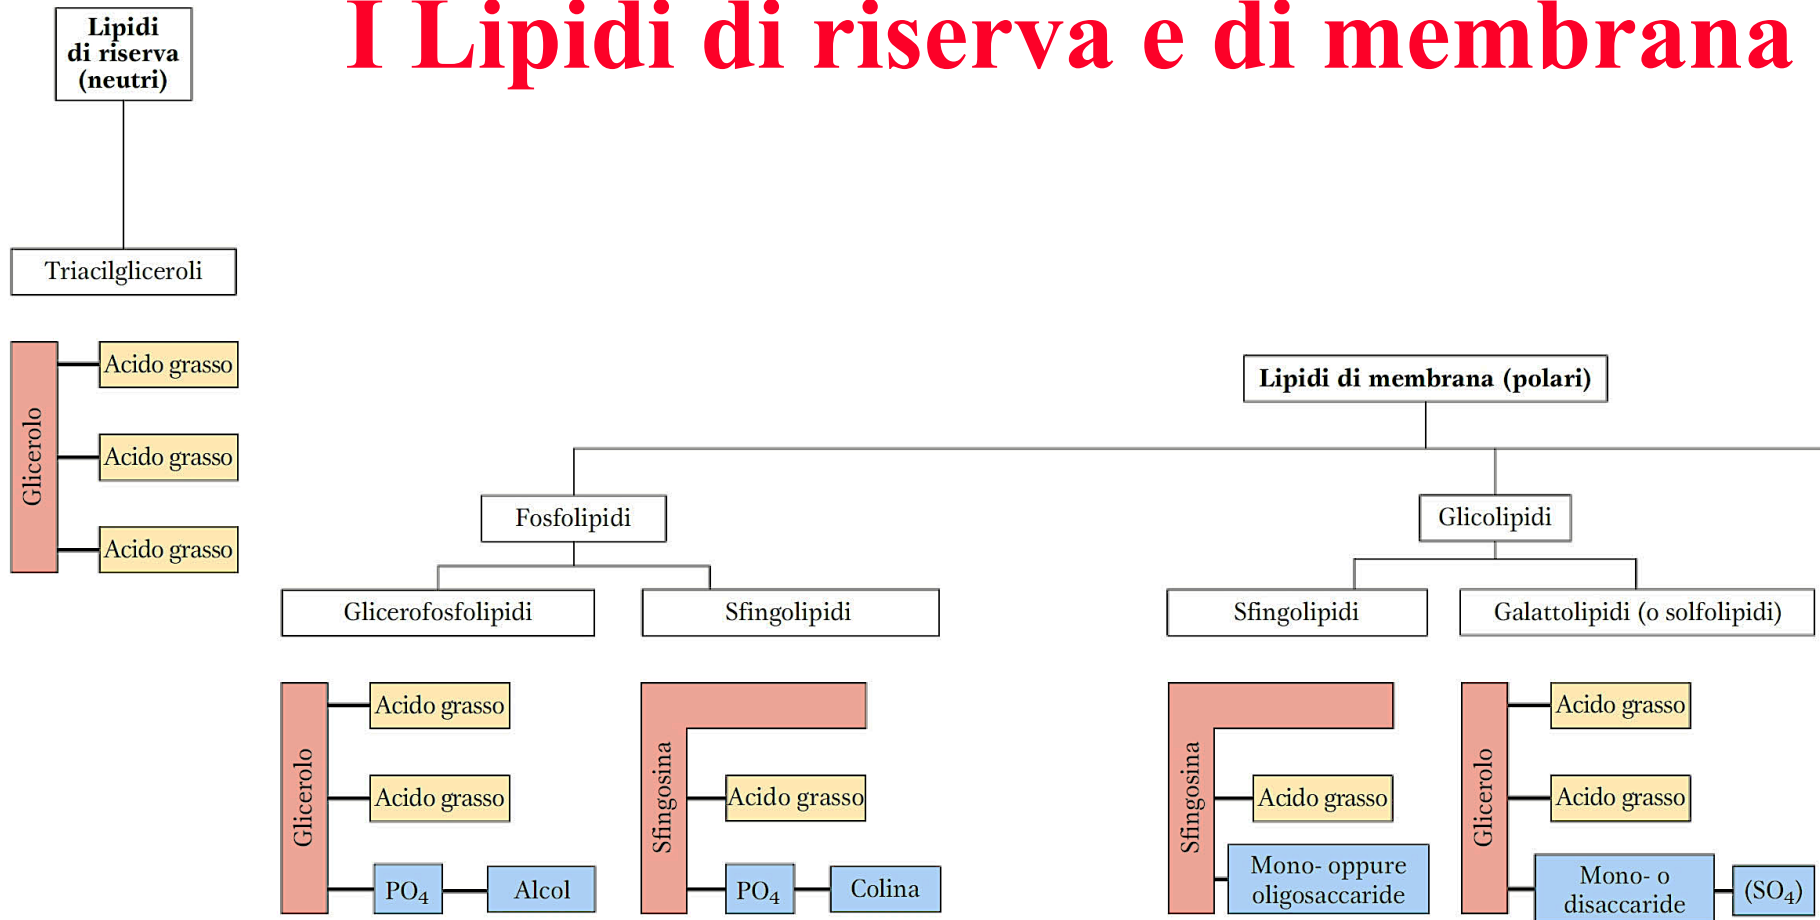 I Lipidi di riserva e di membrana
Lipidi
di riserva
(neutri)
Triacilgliceroli
Glicerolo
Acido grasso
Acido grasso
Acido grasso
Lipidi di membrana (polari)
Fosfolipidi
Glicolipidi
Glicerofosfolipidi
Sfingolipidi
Sfingolipidi
Galattolipidi (o solfolipidi)
Glicerolo
Acido grasso
Acido grasso
PO4
Alcol
Sfingosina
Acido grasso
PO4
Colina
Sfingosina
Acido grasso
Mono- oppure
oligosaccaride
Glicerolo
Acido grasso
Acido grasso
Mono- o
disaccaride
(SO4)